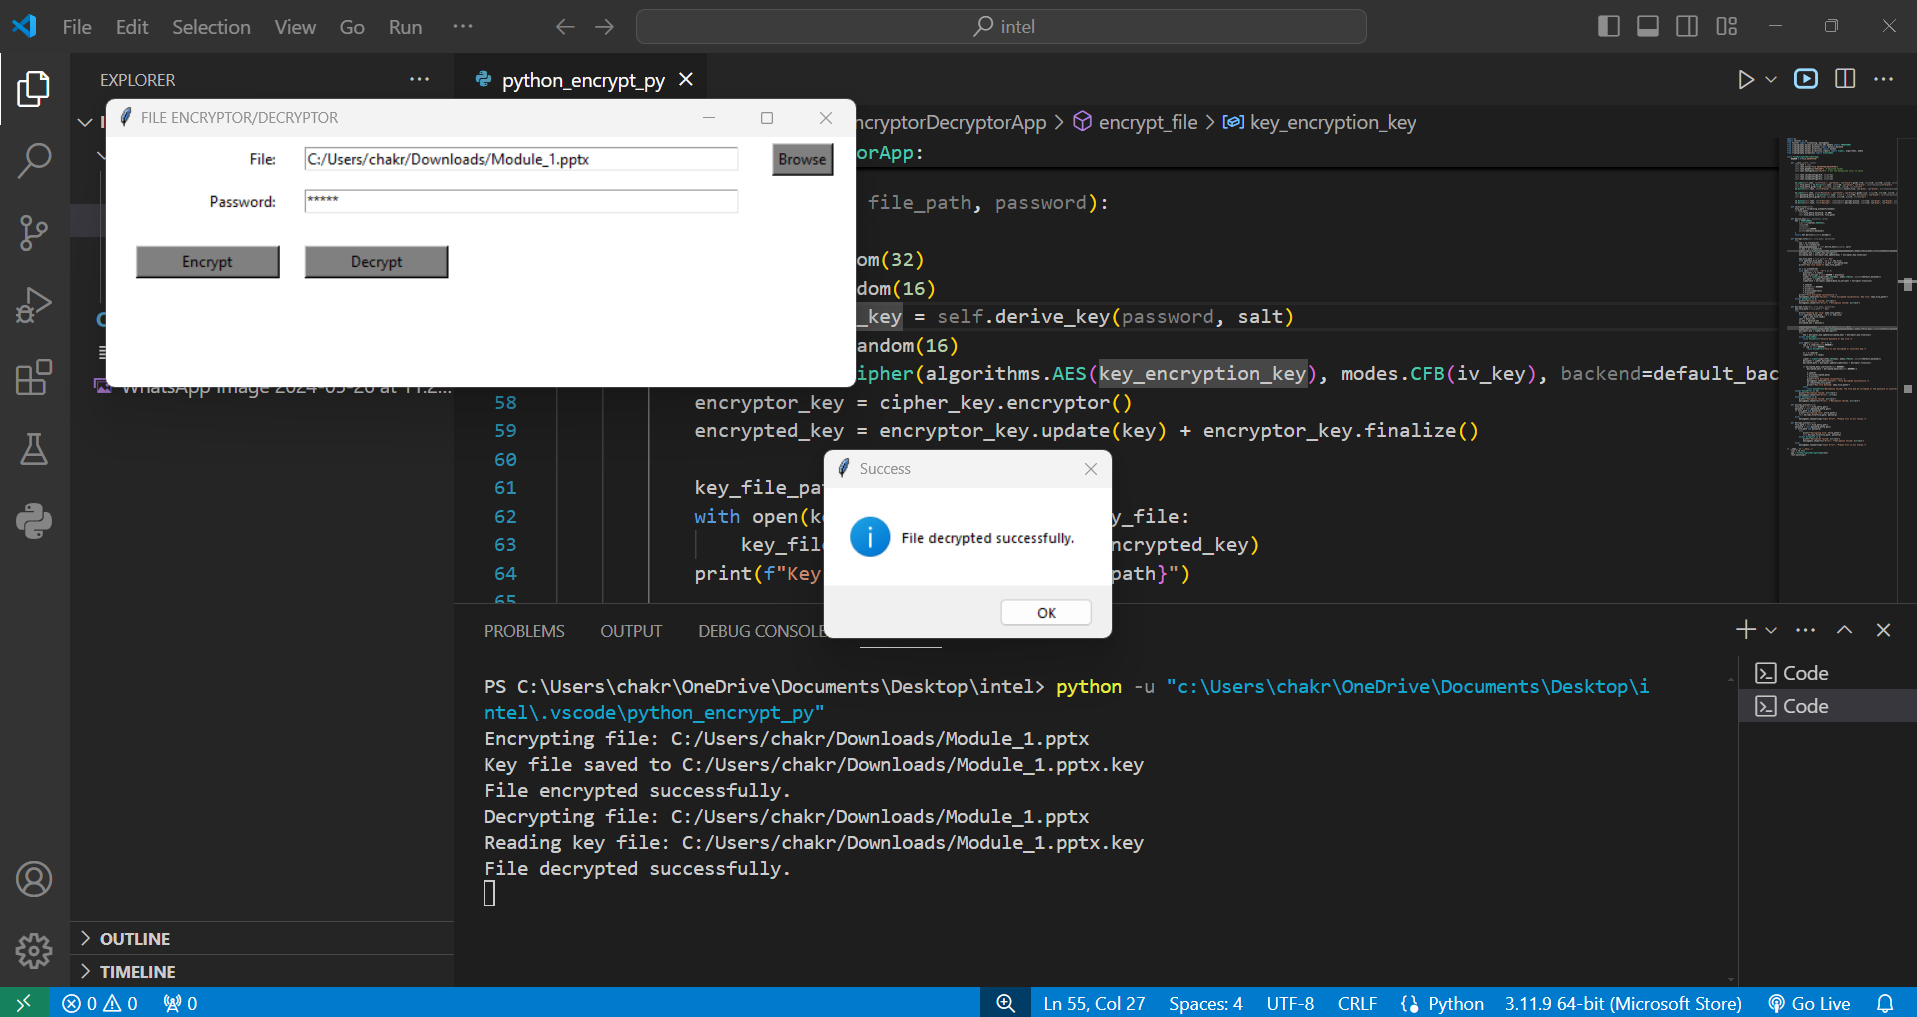 File Edit Selection View Go Run ···
intel
EXPLORER ···
python_encrypt_py
FILE ENCRYPTOR/DECRYPTOR
File: C:/Users/chakr/Downloads/Module_1.pptx Browse
Password: *****
Encrypt Decrypt
ncryptorDecryptorApp > encrypt_file > key_encryption_key
orApp:
file_path, password):
om(32)
dom(16)
_key = self.derive_key(password, salt)
andom(16)
ipher(algorithms.AES(key_encryption_key), modes.CFB(iv_key), backend=default_bac
58 encryptor_key = cipher_key.encryptor()
59 encrypted_key = encryptor_key.update(key) + encryptor_key.finalize()
60
61 key_file_pa
62 with open(k y_file:
63 key_fil ncrypted_key)
64 print(f"Key path}")
65
Success
File decrypted successfully.
OK
PROBLEMS OUTPUT DEBUG CONSOLE
PS C:\Users\chakr\OneDrive\Documents\Desktop\intel> python -u "c:\Users\chakr\OneDrive\Documents\Desktop\i
ntel\.vscode\python_encrypt_py"
Encrypting file: C:/Users/chakr/Downloads/Module_1.pptx
Key file saved to C:/Users/chakr/Downloads/Module_1.pptx.key
File encrypted successfully.
Decrypting file: C:/Users/chakr/Downloads/Module_1.pptx
Reading key file: C:/Users/chakr/Downloads/Module_1.pptx.key
File decrypted successfully.
Code
Code
WhatsApp Image 2024-05-26 at 11:2...
OUTLINE
TIMELINE
0 0 0
Ln 55, Col 27 Spaces: 4 UTF-8 CRLF Python 3.11.9 64-bit (Microsoft Store) Go Live